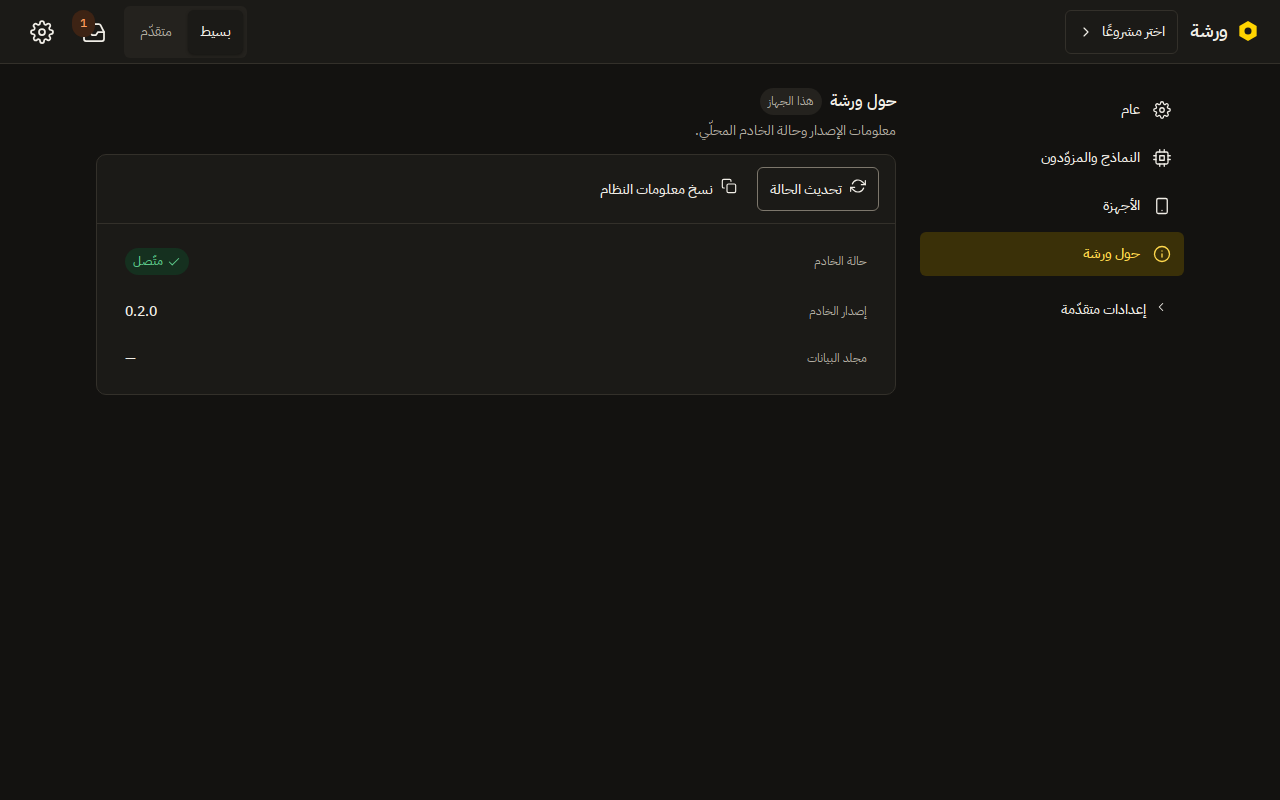 ورشة
اختر مشروعًا
بسيط
متقدّم
1
عام
النماذج والمزوّدون
الأجهزة
حول ورشة
إعدادات متقدّمة
حول ورشة
هذا الجهاز
معلومات الإصدار وحالة الخادم المحلّي.
تحديث الحالة
نسخ معلومات النظام
حالة الخادم
متّصل
إصدار الخادم
0.2.0
مجلد البيانات
—